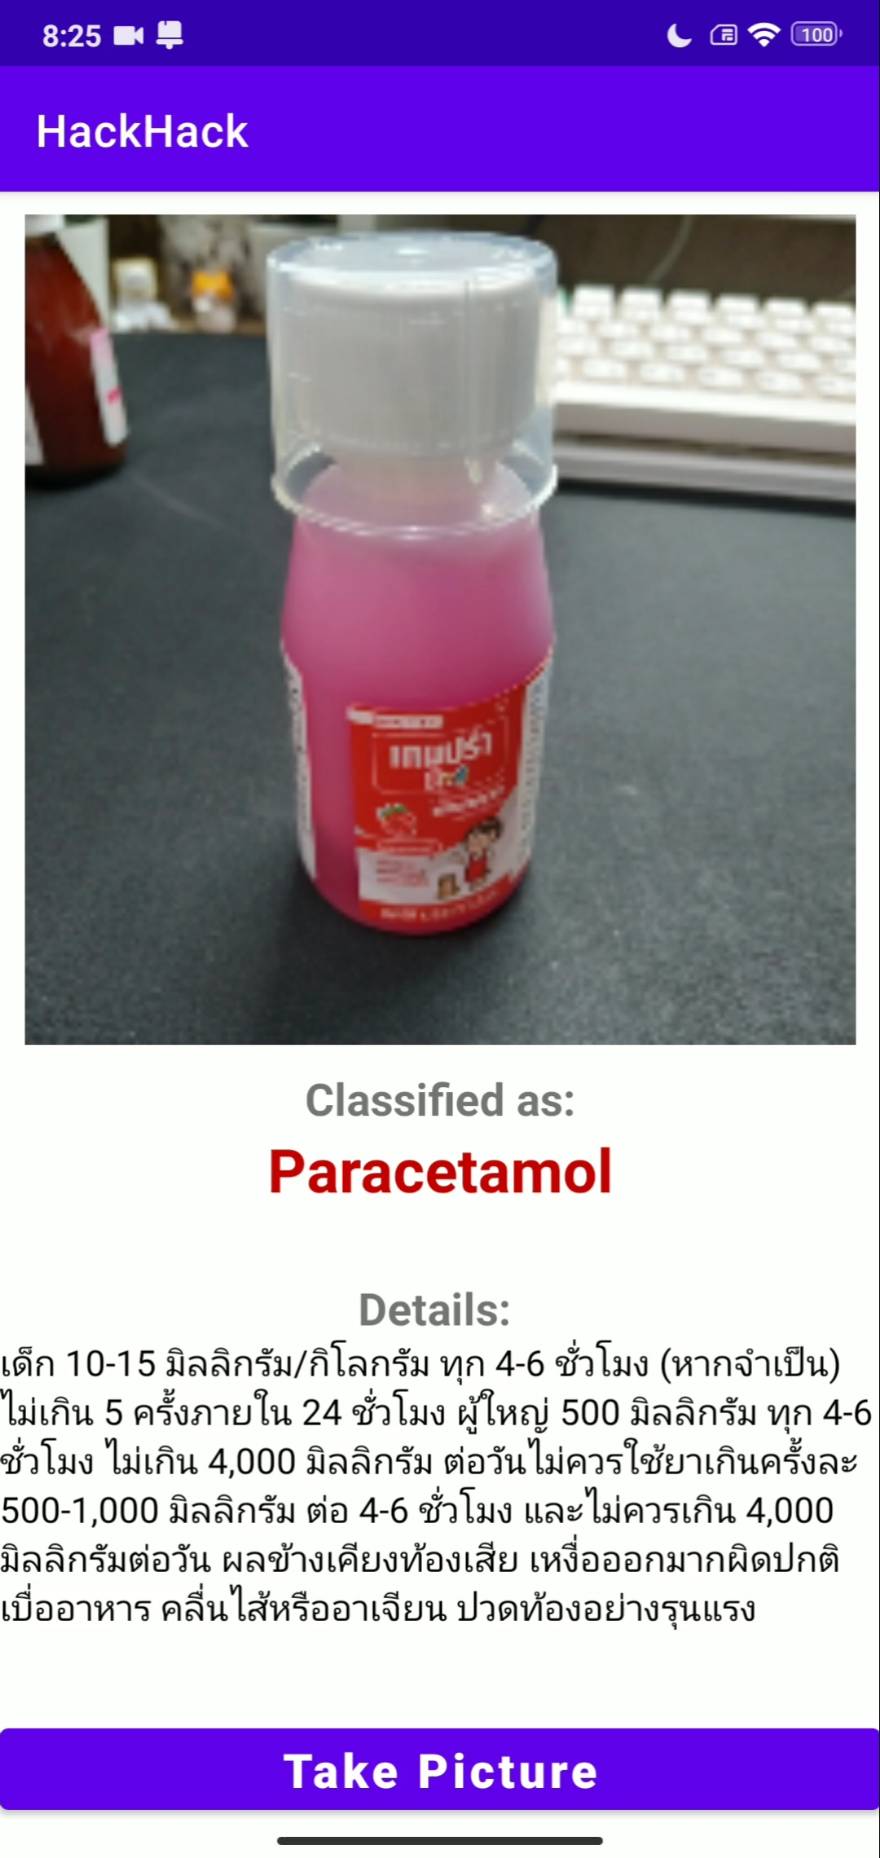 8:25
100
HackHack
เทมปร้า
Classified as:
Paracetamol
Details:
เด็ก 10-15 มิลลิกรัม/กิโลกรัม ทุก 4-6 ชั่วโมง (หากจำเป็น)
ไม่เกิน 5 ครั้งภายใน 24 ชั่วโมง ผู้ใหญ่ 500 มิลลิกรัม ทุก 4-6
ชั่วโมง ไม่เกิน 4,000 มิลลิกรัม ต่อวันไม่ควรใช้ยาเกินครั้งละ
500-1,000 มิลลิกรัม ต่อ 4-6 ชั่วโมง และไม่ควรเกิน 4,000
มิลลิกรัมต่อวัน ผลข้างเคียงท้องเสีย เหงื่อออกมากผิดปกติ
เบื่ออาหาร คลื่นไส้หรืออาเจียน ปวดท้องอย่างรุนแรง
Take Picture